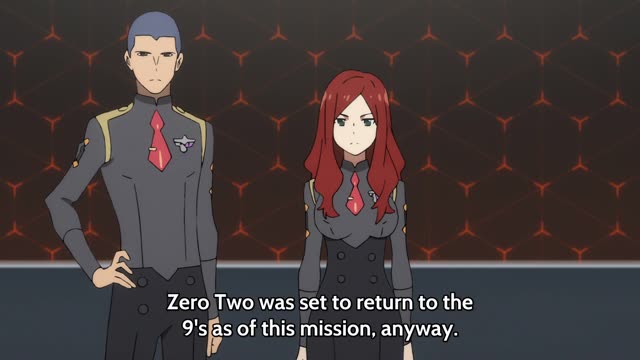 Zero Two was set to return to the
9's as of this mission, anyway.